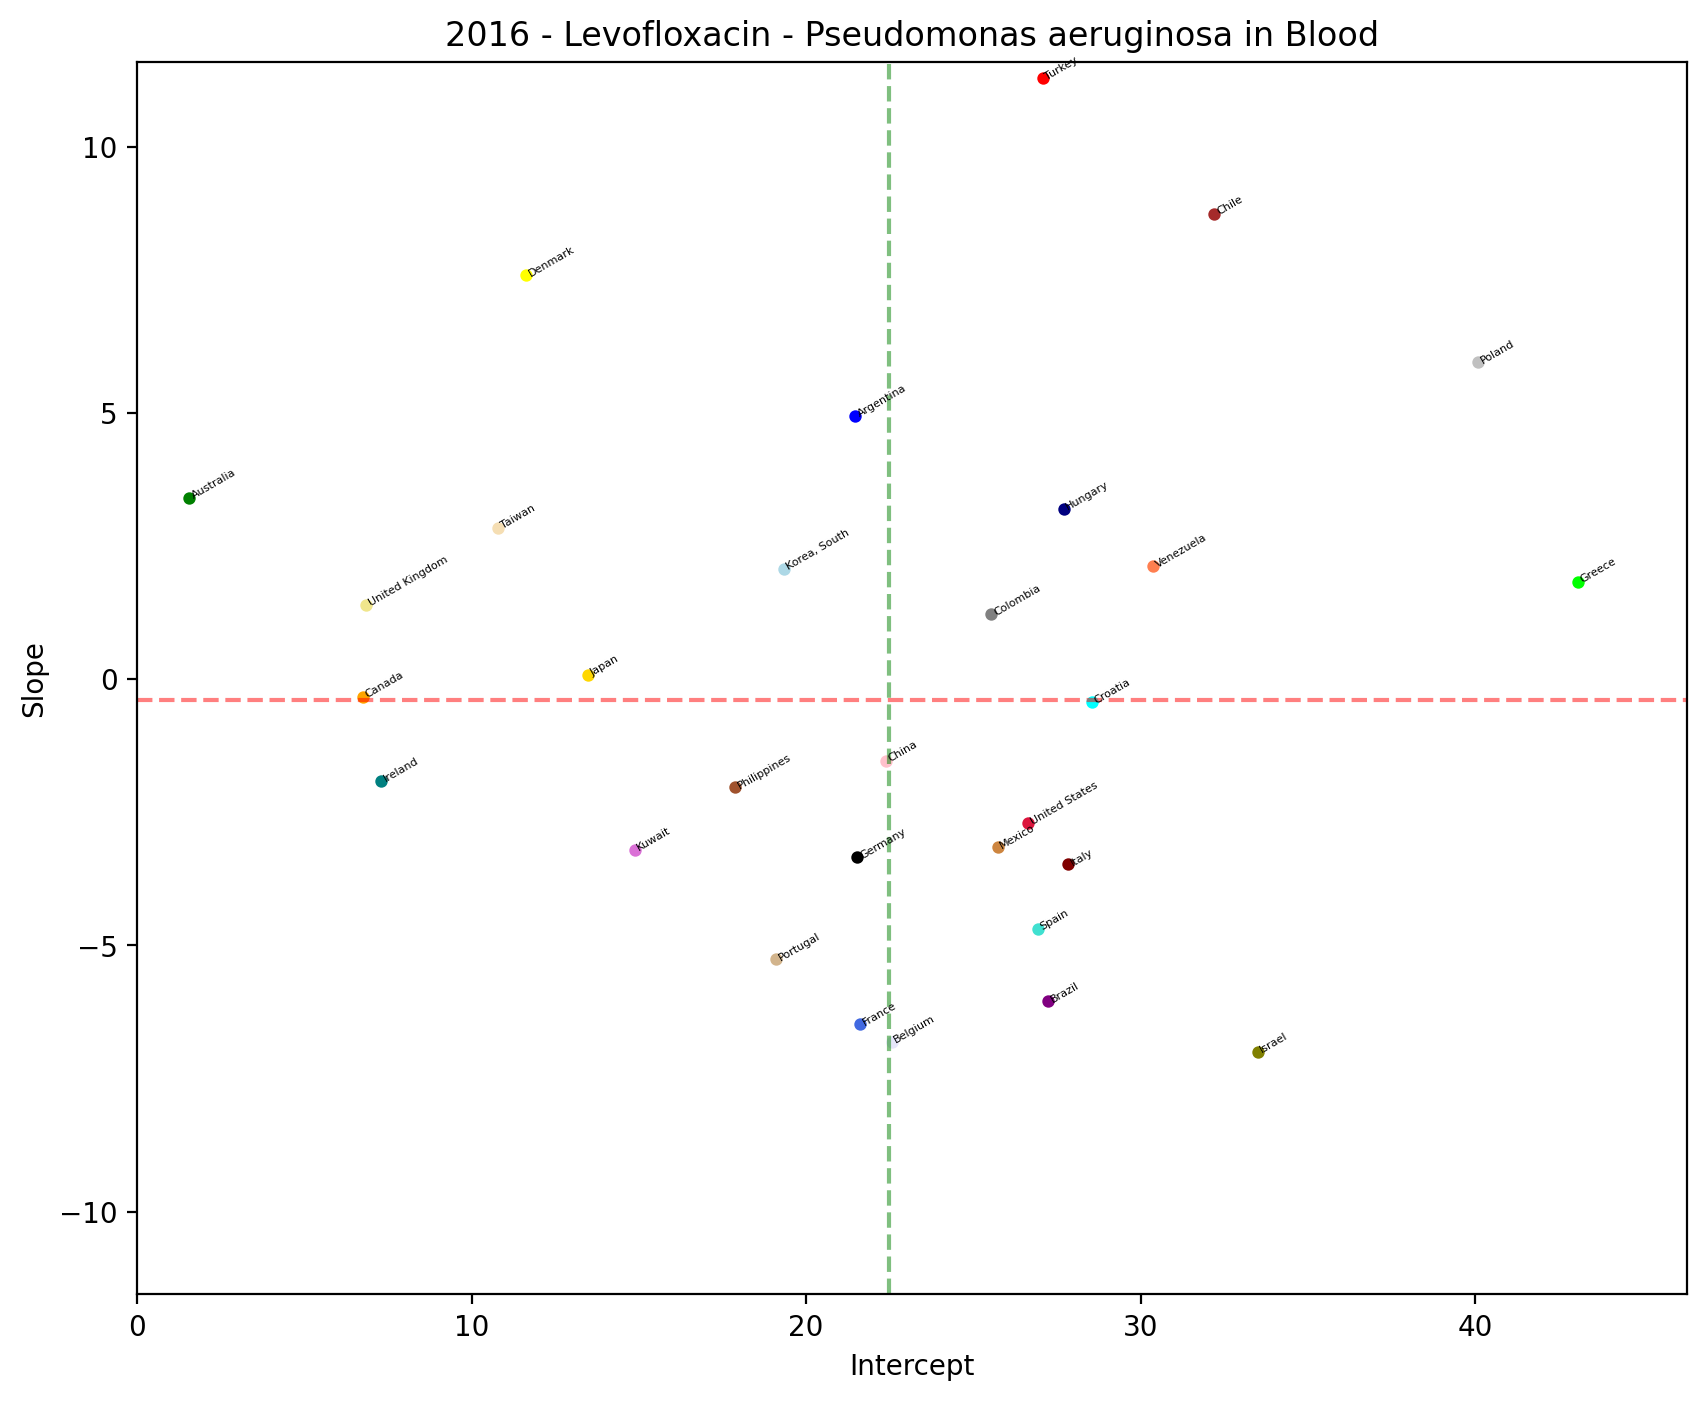 2016 - Levofloxacin - Pseudomonas aeruginosa in Blood
Turkey
10
Chile
Denmark
Poland
Argentina
5
Australia
Hungary
Taiwan
Korea, South
Venezuela
United Kingdom
Greece
Colombia
Japan
0
Canada
Croatia
Slope
China
Ireland
Philippines
United States
Mexico
Kuwait
Germany
Italy
Spain
−5
Portugal
Brazil
France
Belgium
Israel
−10
0
10
20
30
40
Intercept